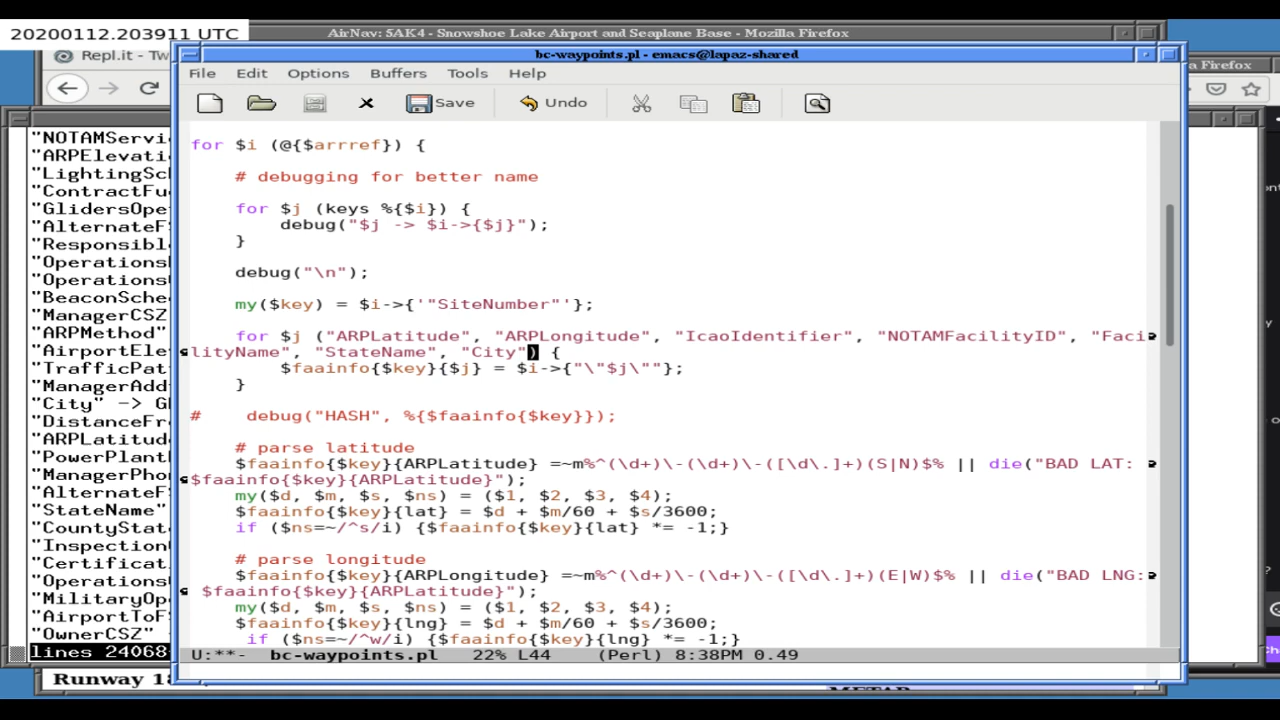 20200112.203911 UTC
AirNav: 5AK4 - Snowshoe Lake Airport and Seaplane Base - Mozilla Firefox
Repl.it - Tw
a Firefox
bc-waypoints.pl - emacs@lapaz-shared
File Edit Options Buffers Tools Help
Save Undo
"NOTAMServi
"ARPElevati
"LightingSc
"ContractFu
"GlidersOpe
"AlternateF
"Responsibl
"Operations
"Operations
"BeaconSche
"ManagerCSZ
"ARPMethod"
"AirportEle
"TrafficPat
"ManagerAdd
"City" -> G
"DistanceFr
"ARPLatitud
"PowerPlant
"ManagerPho
"AlternateF
"StateName"
"CountyStat
"Inspection
"Certificat
"Operations
"MilitaryOp
"AirportToF
"OwnerCSZ"
lines 24068
Runway 18
for $i (@{$arrref}) {
# debugging for better name
for $j (keys %{$i}) {
debug("$j -> $i->{$j}");
}
debug("\n");
my($key) = $i->{'"SiteNumber"'};
for $j ("ARPLatitude", "ARPLongitude", "IcaoIdentifier", "NOTAMFacilityID", "Faci
lityName", "StateName", "City") {
$faainfo{$key}{$j} = $i->{"\"$j\""};
}
# debug("HASH", %{$faainfo{$key}});
# parse latitude
$faainfo{$key}{ARPLatitude} =~m%^(\d+)\-(\d+)\-([\d\.]+)(S|N)$% || die("BAD LAT:
$faainfo{$key}{ARPLatitude}");
my($d, $m, $s, $ns) = ($1, $2, $3, $4);
$faainfo{$key}{lat} = $d + $m/60 + $s/3600;
if ($ns=~/^s/i) {$faainfo{$key}{lat} *= -1;}
# parse longitude
$faainfo{$key}{ARPLongitude} =~m%^(\d+)\-(\d+)\-([\d\.]+)(E|W)$% || die("BAD LNG:
$faainfo{$key}{ARPLatitude}");
my($d, $m, $s, $ns) = ($1, $2, $3, $4);
$faainfo{$key}{lng} = $d + $m/60 + $s/3600;
if ($ns=~/^w/i) {$faainfo{$key}{lng} *= -1;}
U:**- bc-waypoints.pl 22% L44 (Perl) 8:38PM 0.49